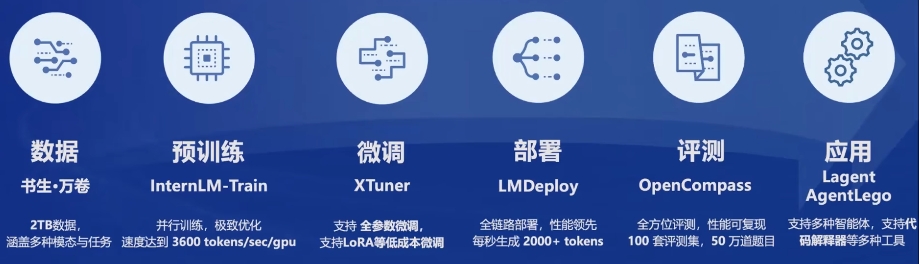 数据
书生·万卷
2TB数据，
涵盖多种模态与任务
预训练
InternLM-Train
并行训练，极致优化
速度达到 3600 tokens/sec/gpu
微调
XTuner
支持 全参数微调，
支持LoRA等低成本微调
部署
LMDeploy
全链路部署，性能领先
每秒生成 2000+ tokens
评测
OpenCompass
全方位评测，性能可复现
100 套评测集，50 万道题目
应用
Lagent
AgentLego
支持多种智能体，支持代
码解释器等多种工具